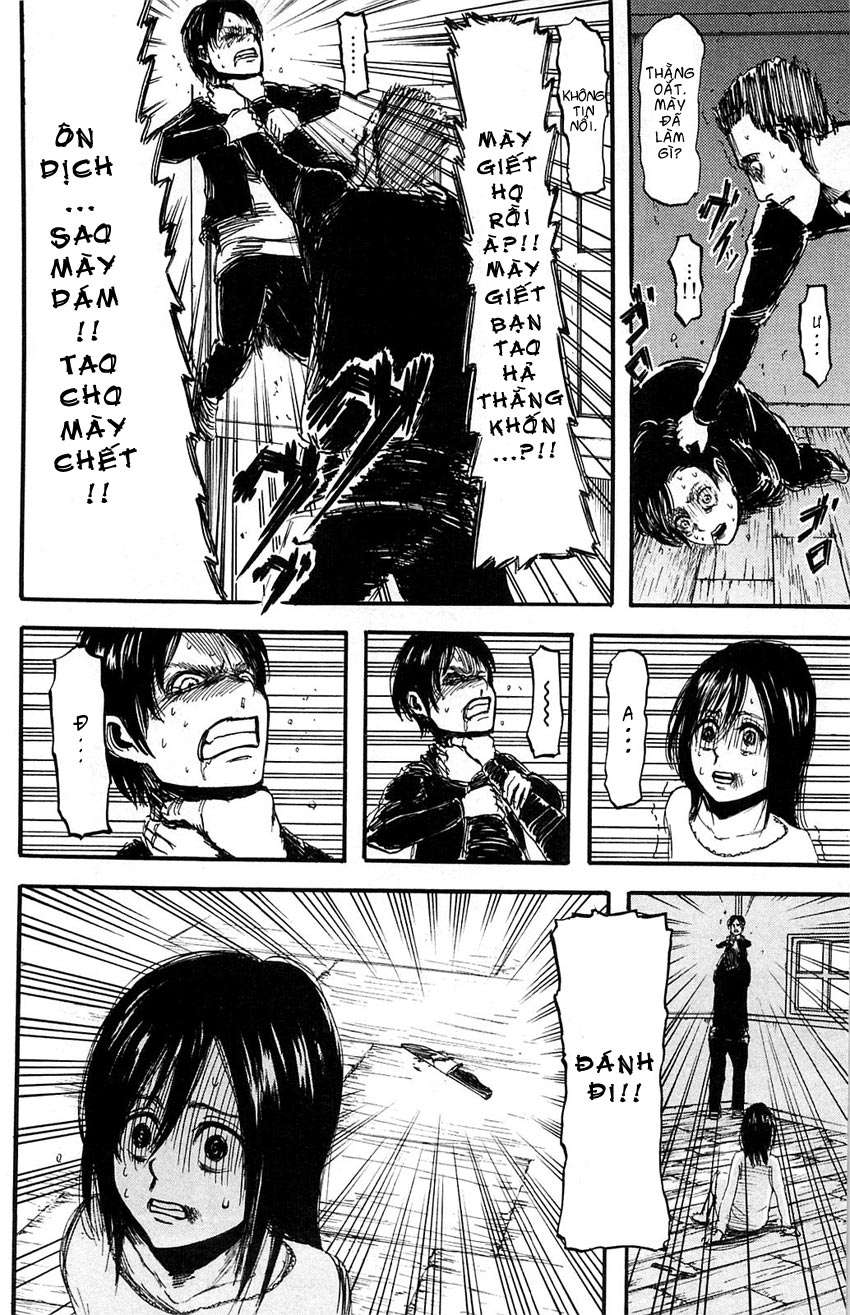 THẰNG
OẮT,
MÀY
ĐÃ
LÀM
GÌ?
...!!
Ư...
KHÔNG
TIN
NỔI.
MÀY
GIẾT
HỌ
RỒI
À?!!
MÀY
GIẾT
BẠN
TAO
HẢ
THẰNG
KHỐN
...?!!
...
ÔN
DỊCH
...
SAO
MÀY
DÁM
!!
TAO
CHO
MÀY
CHẾT
!!
A...
Đ...
ĐÁNH
ĐI!!